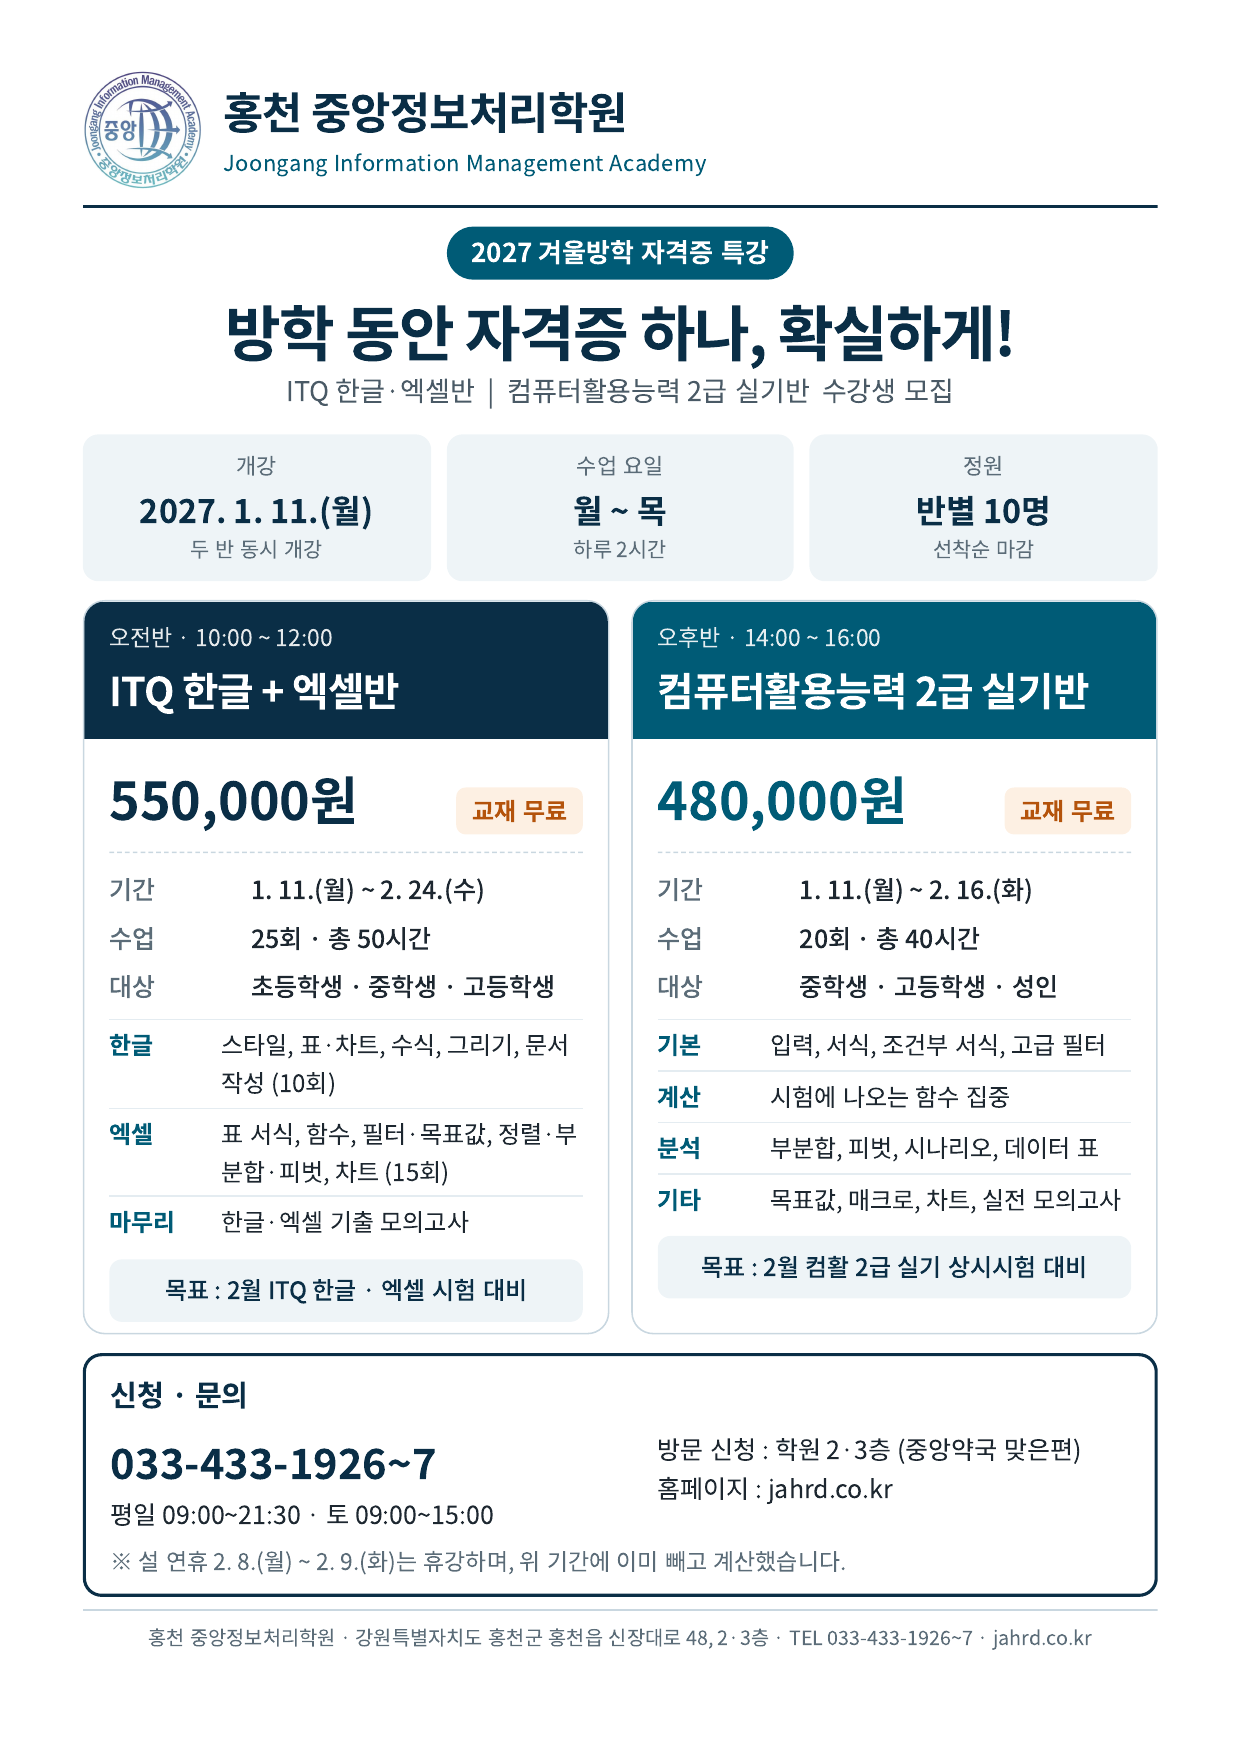 Joongang Information Management Academy
중앙
중앙정보처리학원
홍천 중앙정보처리학원
Joongang Information Management Academy
2027 겨울방학 자격증 특강
방학 동안 자격증 하나, 확실하게!
ITQ 한글·엑셀반 | 컴퓨터활용능력 2급 실기반 수강생 모집
개강
2027. 1. 11.(월)
두 반 동시 개강
수업 요일
월 ~ 목
하루 2시간
정원
반별 10명
선착순 마감
오전반 · 10:00 ~ 12:00
ITQ 한글 + 엑셀반
550,000원
교재 무료
기간 1. 11.(월) ~ 2. 24.(수)
수업 25회 · 총 50시간
대상 초등학생 · 중학생 · 고등학생
한글 스타일, 표·차트, 수식, 그리기, 문서
작성 (10회)
엑셀 표 서식, 함수, 필터·목표값, 정렬·부
분합·피벗, 차트 (15회)
마무리 한글·엑셀 기출 모의고사
목표 : 2월 ITQ 한글 · 엑셀 시험 대비
오후반 · 14:00 ~ 16:00
컴퓨터활용능력 2급 실기반
480,000원
교재 무료
기간 1. 11.(월) ~ 2. 16.(화)
수업 20회 · 총 40시간
대상 중학생 · 고등학생 · 성인
기본 입력, 서식, 조건부 서식, 고급 필터
계산 시험에 나오는 함수 집중
분석 부분합, 피벗, 시나리오, 데이터 표
기타 목표값, 매크로, 차트, 실전 모의고사
목표 : 2월 컴활 2급 실기 상시시험 대비
신청 · 문의
033-433-1926~7
평일 09:00~21:30 · 토 09:00~15:00
방문 신청 : 학원 2·3층 (중앙약국 맞은편)
홈페이지 : jahrd.co.kr
※ 설 연휴 2. 8.(월) ~ 2. 9.(화)는 휴강하며, 위 기간에 이미 빼고 계산했습니다.
홍천 중앙정보처리학원 · 강원특별자치도 홍천군 홍천읍 신장대로 48, 2·3층 · TEL 033-433-1926~7 · jahrd.co.kr